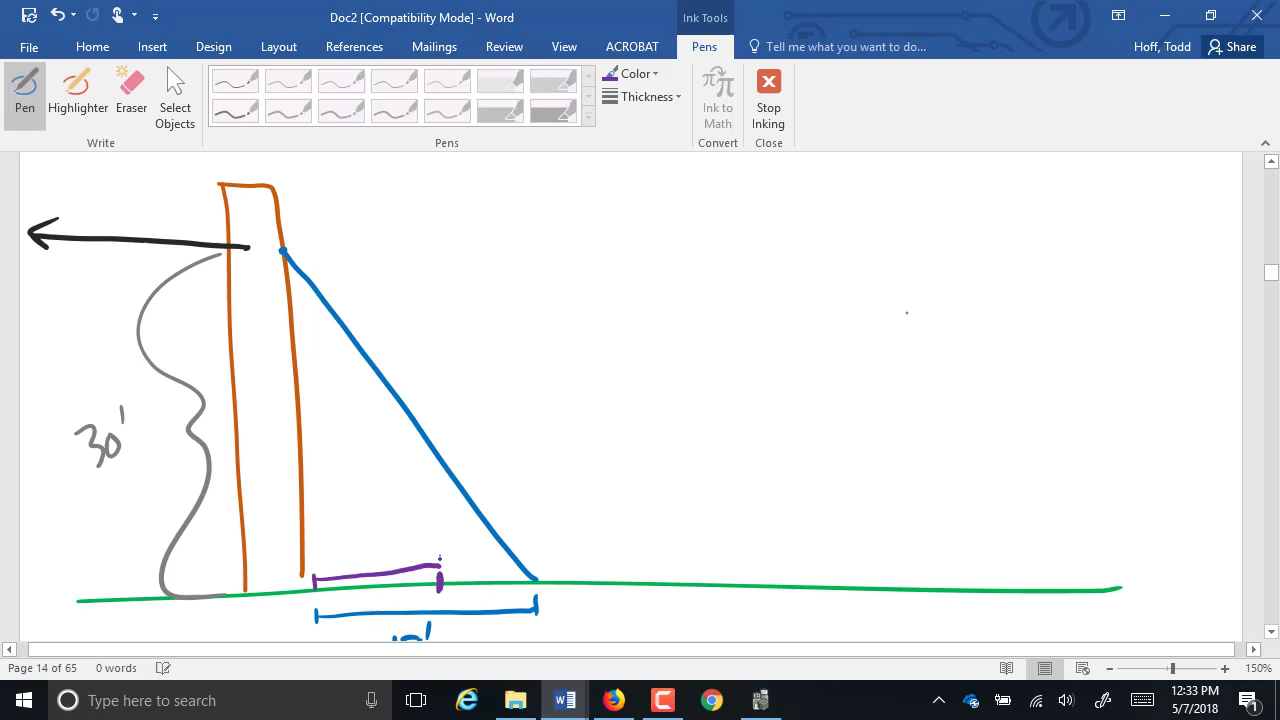 Doc2 [Compatibility Mode] - Word
Ink Tools
File
Home
Insert
Design
Layout
References
Mailings
Review
View
ACROBAT
Pens
Tell me what you want to do...
Hoff, Todd
Share
Pen
Highlighter
Eraser
Select
Objects
Color
Thickness
Ink to
Math
Stop
Inking
Write
Pens
Convert
Close
30'
Page 14 of 65
0 words
150%
Type here to search
12:33 PM
5/7/2018
1